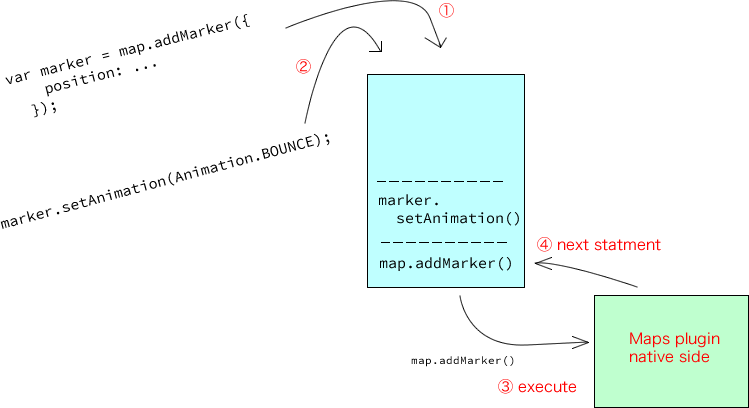 ①
var marker = map.addMarker({
position: ...
});
②
marker.setAnimation(Animation.BOUNCE);
marker.
setAnimation()
map.addMarker()
④ next statment
Maps plugin
native side
map.addMarker()
③ execute